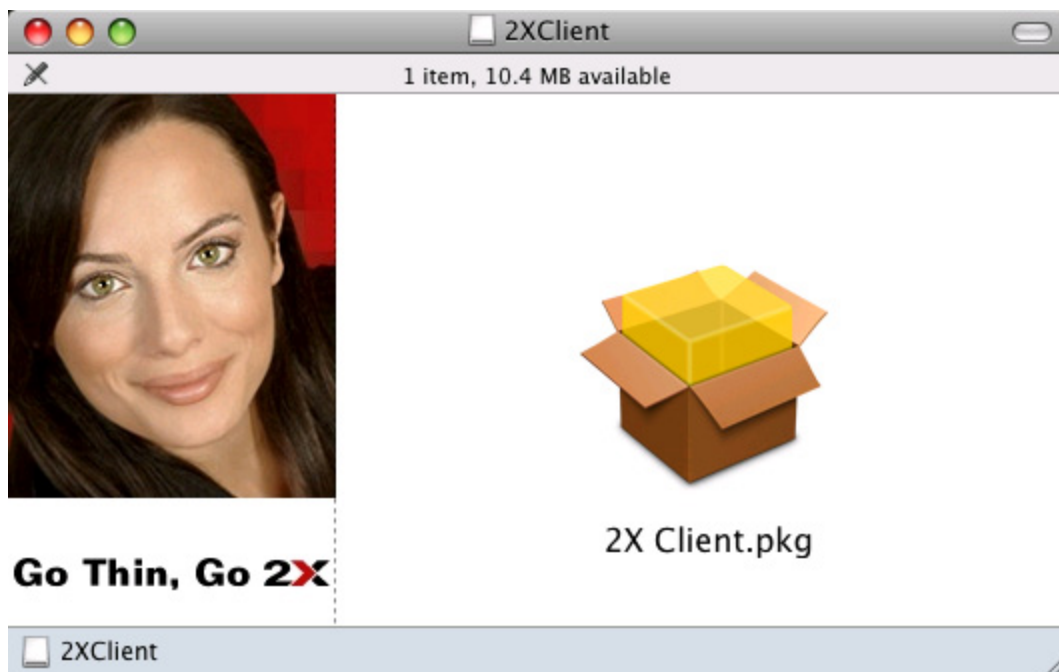 2XClient
1 item, 10.4 MB available
2X Client.pkg
Go Thin, Go 2X
2XClient